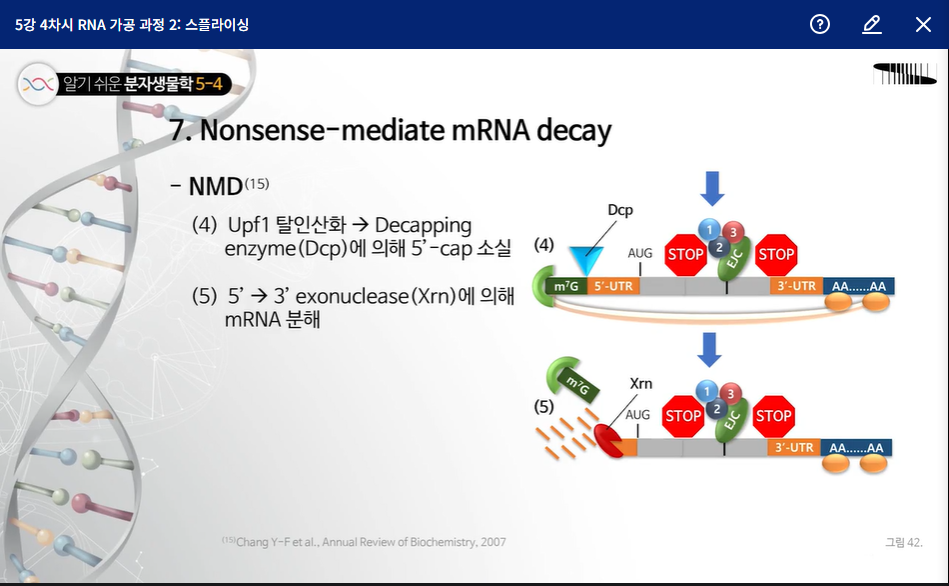 5강 4차시 RNA 가공 과정 2: 스플라이싱
알기 쉬운 분자생물학 5-4
7. Nonsense-mediate mRNA decay
- NMD(15)
(4) Upf1 탈인산화 → Decapping
enzyme(Dcp)에 의해 5’-cap 소실
(5) 5’ → 3’ exonuclease(Xrn)에 의해
mRNA 분해
Dcp
(4)
AUG
STOP
1
2
3
EJC
STOP
m7G
5’-UTR
3’-UTR
AA......AA
m7G
Xrn
(5)
AUG
STOP
1
2
3
EJC
STOP
3’-UTR
AA......AA
(15)Chang Y-F et al., Annual Review of Biochemistry, 2007
그림 42.